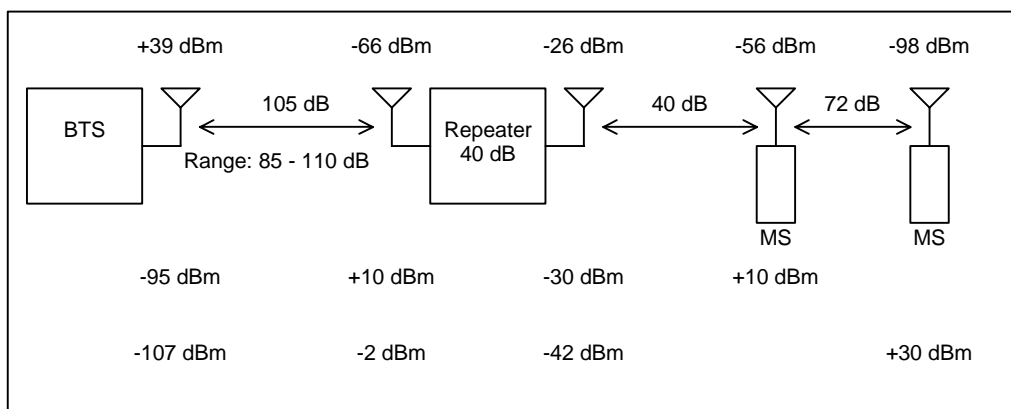 +39 dBm -66 dBm -26 dBm -56 dBm -98 dBm
105 dB 40 dB 72 dB
BTS Repeater
40 dB
Range: 85 - 110 dB
MS MS
-95 dBm +10 dBm -30 dBm +10 dBm
-107 dBm -2 dBm -42 dBm +30 dBm